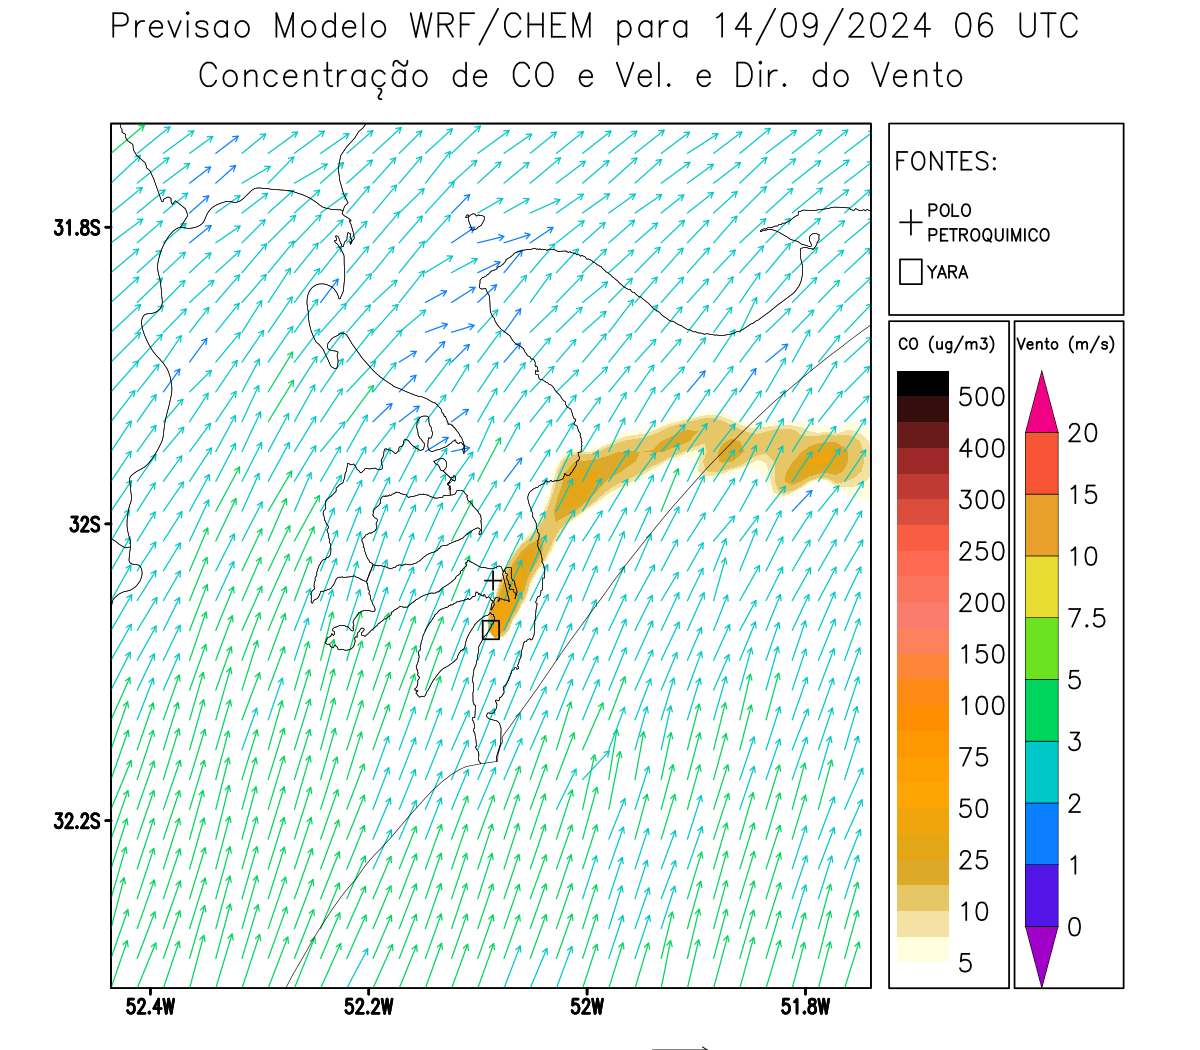 Previsao Modelo WRF/CHEM para 14/09/2024 06 UTC
Concentração de CO e Vel. e Dir. do Vento
FONTES:
POLO
PETROQUIMICO
YARA
CO (ug/m3)
500
400
300
250
200
150
100
75
50
25
10
5
Vento (m/s)
20
15
10
7.5
5
3
2
1
0
31.8S
32S
32.2S
52.4W
52.2W
52W
51.8W